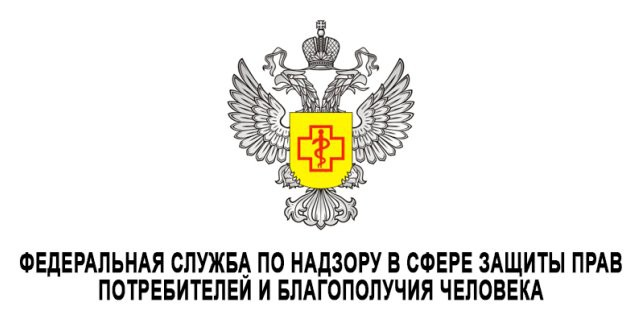 ФЕДЕРАЛЬНАЯ СЛУЖБА ПО НАДЗОРУ В СФЕРЕ ЗАЩИТЫ ПРАВ
ПОТРЕБИТЕЛЕЙ И БЛАГОПОЛУЧИЯ ЧЕЛОВЕКА